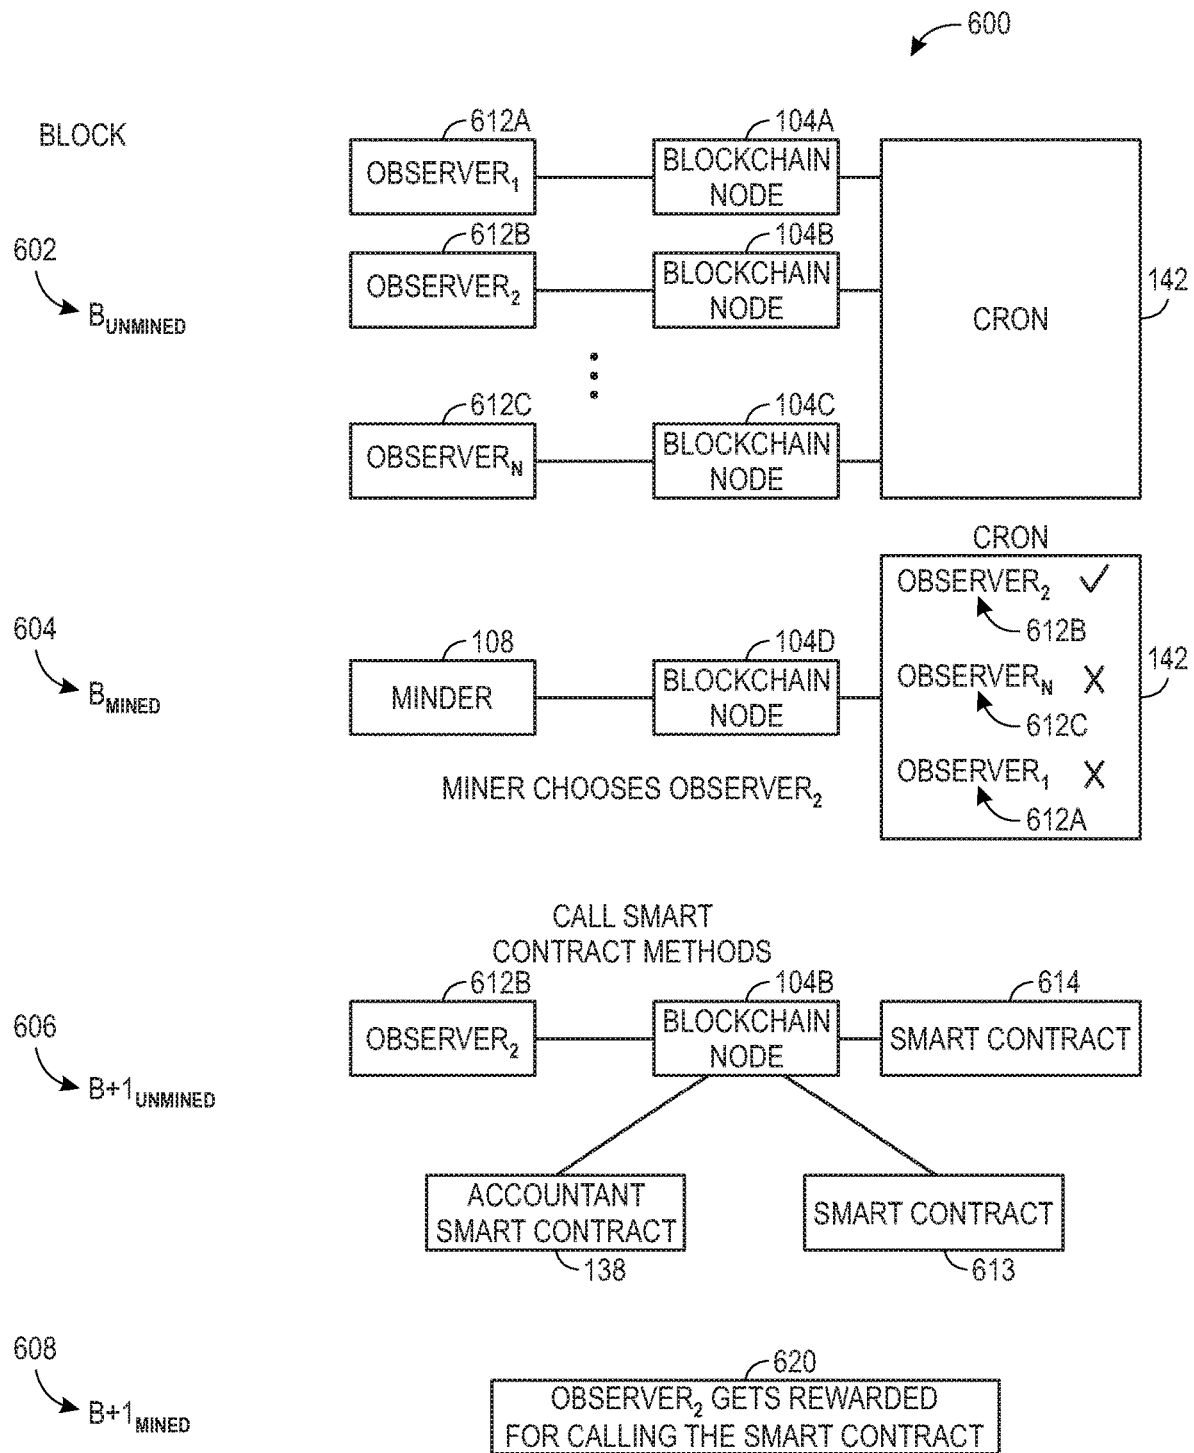 600
BLOCK
612A
104A
OBSERVER1
BLOCKCHAIN
NODE
602
BUNMINED
612B
104B
OBSERVER2
BLOCKCHAIN
NODE
CRON
142
612C
104C
OBSERVERN
BLOCKCHAIN
NODE
CRON
604
BMINED
108
104D
MINDER
BLOCKCHAIN
NODE
OBSERVER2 ✓
612B
OBSERVERN X
612C
OBSERVER1 X
612A
142
MINER CHOOSES OBSERVER2
CALL SMART
CONTRACT METHODS
606
B+1UNMINED
612B
104B
614
OBSERVER2
BLOCKCHAIN
NODE
SMART CONTRACT
ACCOUNTANT
SMART CONTRACT
138
SMART CONTRACT
613
608
B+1MINED
620
OBSERVER2 GETS REWARDED
FOR CALLING THE SMART CONTRACT